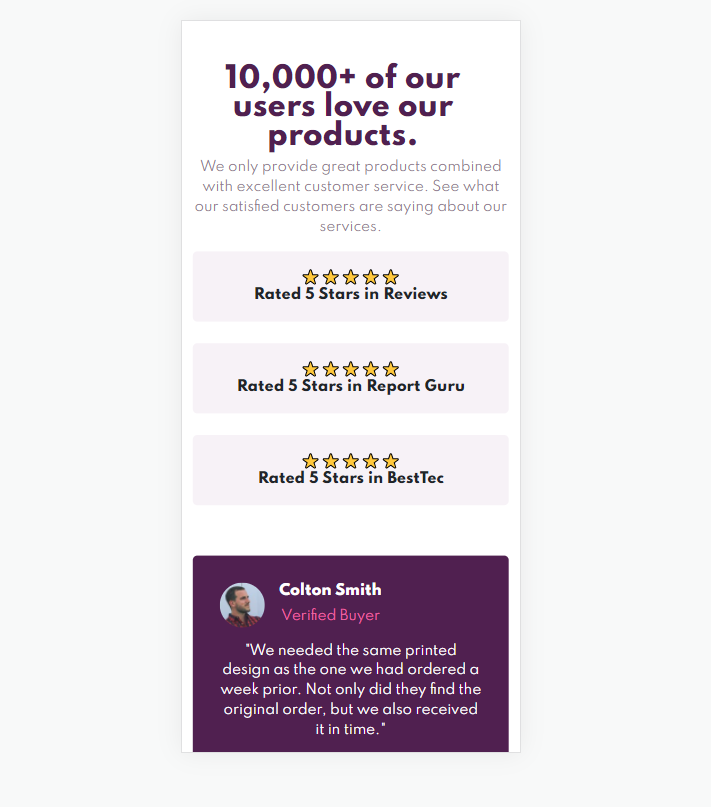 10,000+ of our
users love our
products.
We only provide great products combined
with excellent customer service. See what
our satisfied customers are saying about our
services.
Rated 5 Stars in Reviews
Rated 5 Stars in Report Guru
Rated 5 Stars in BestTec
Colton Smith
Verified Buyer
"We needed the same printed
design as the one we had ordered a
week prior. Not only did they find the
original order, but we also received
it in time."